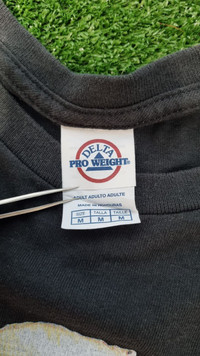 DELTA
PRO WEIGHT®
ADULT ADULTO ADULTE
MADE IN HONDURAS
SIZE TALLA TAILLE
M M M